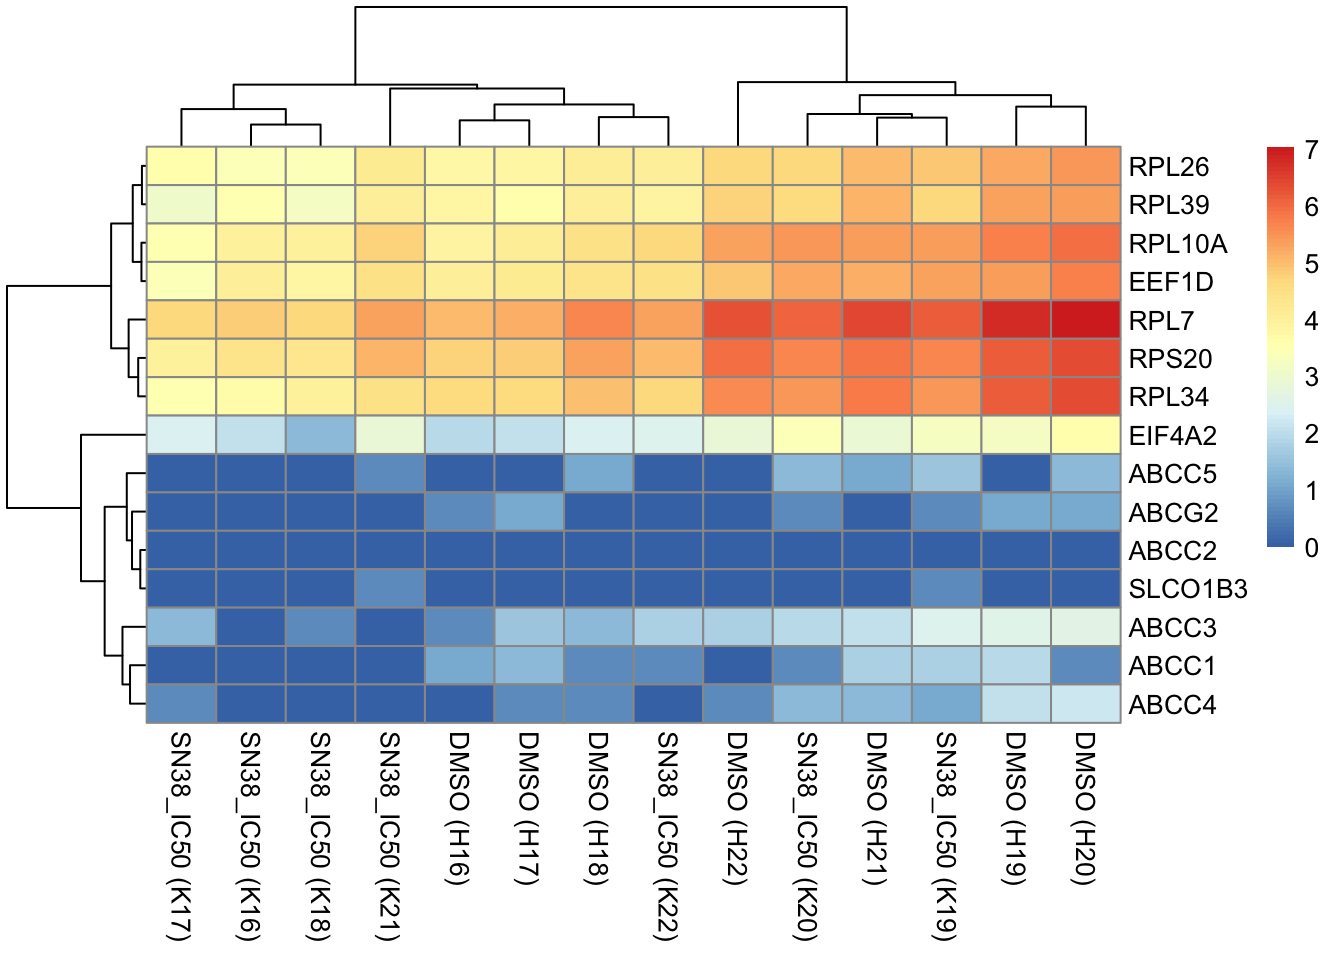 RPL26
RPL39
RPL10A
EEF1D
RPL7
RPS20
RPL34
EIF4A2
ABCC5
ABCG2
ABCC2
SLCO1B3
ABCC3
ABCC1
ABCC4
7
6
5
4
3
2
1
0
SN38_IC50 (K17)
SN38_IC50 (K16)
SN38_IC50 (K18)
SN38_IC50 (K21)
DMSO (H16)
DMSO (H17)
DMSO (H18)
SN38_IC50 (K22)
DMSO (H22)
SN38_IC50 (K20)
DMSO (H21)
SN38_IC50 (K19)
DMSO (H19)
DMSO (H20)